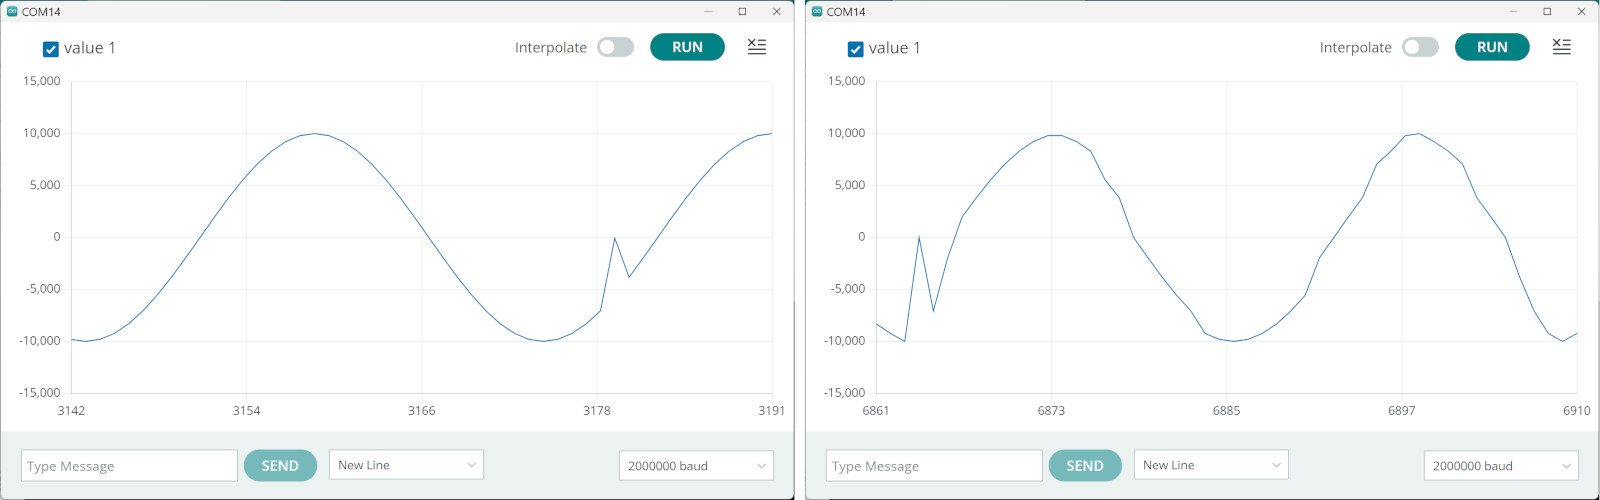 COM14
value 1
Interpolate
RUN
15,000
10,000
5,000
0
-5,000
-10,000
-15,000
3142 3154 3166 3178 3191
Type Message
SEND
New Line
2000000 baud
COM14
value 1
Interpolate
RUN
15,000
10,000
5,000
0
-5,000
-10,000
-15,000
6861 6873 6885 6897 6910
Type Message
SEND
New Line
2000000 baud